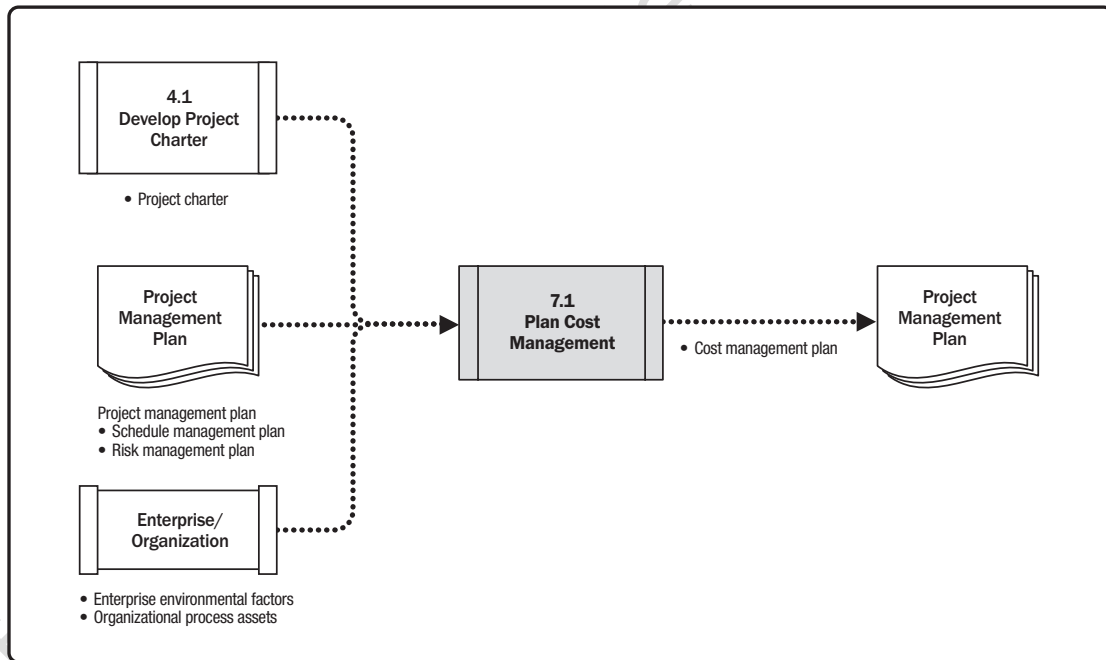 4.1
Develop Project
Charter
• Project charter
Project
Management
Plan
Project management plan
• Schedule management plan
• Risk management plan
Enterprise/
Organization
• Enterprise environmental factors
• Organizational process assets
7.1
Plan Cost
Management
• Cost management plan
Project
Management
Plan